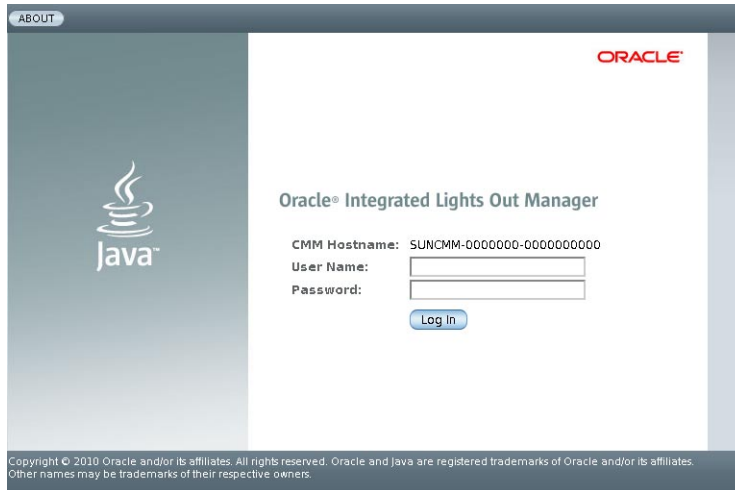 ABOUT
ORACLE®
Java™
Oracle® Integrated Lights Out Manager
CMM Hostname: SUNCMM-0000000-0000000000
User Name:
Password:
Log In
Copyright © 2010 Oracle and/or its affiliates. All rights reserved. Oracle and Java are registered trademarks of Oracle and/or its affiliates.
Other names may be trademarks of their respective owners.